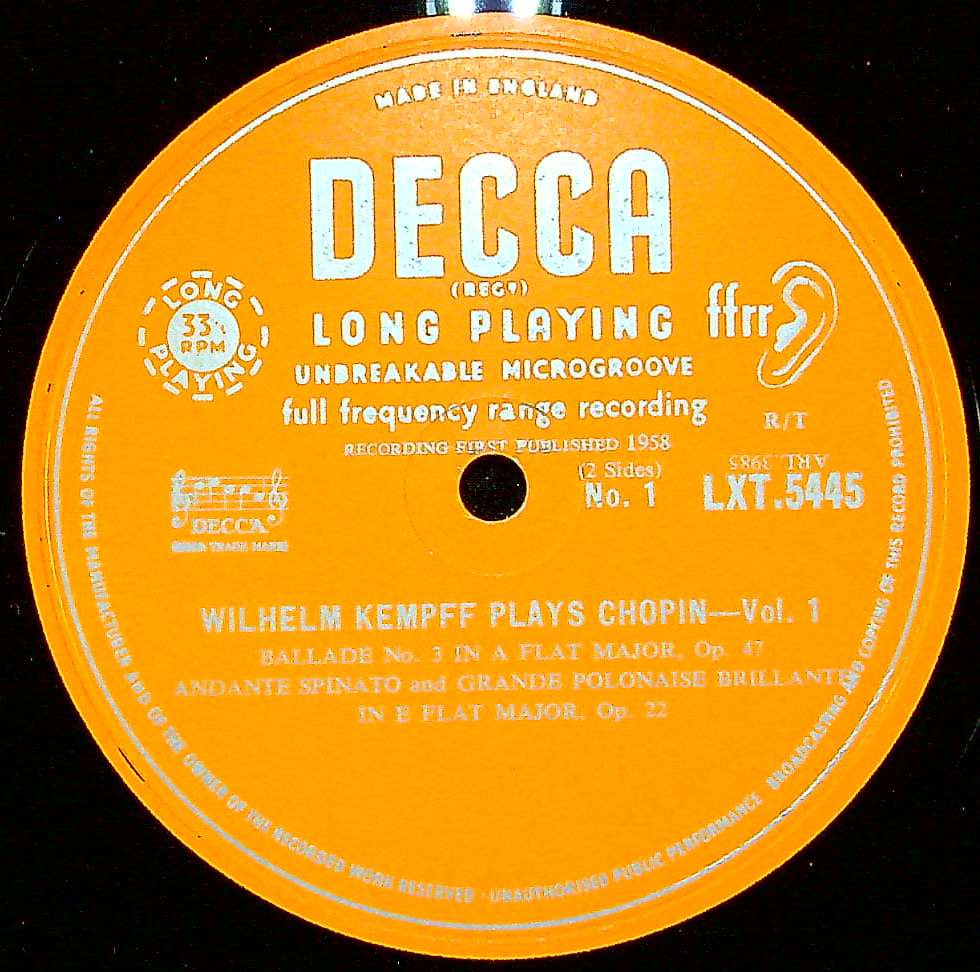 MADE IN ENGLAND
DECCA
(REGD)
LONG PLAYING
33⅓ RPM
LONG PLAYING
UNBREAKABLE MICROGROOVE
full frequency range recording
ffrr
R/T
RECORDING FIRST PUBLISHED 1958
(2 Sides)
No. 1
ARL.3985
LXT.5445
DECCA
TRADE MARK
WILHELM KEMPFF PLAYS CHOPIN—Vol. 1
BALLADE No. 3 IN A FLAT MAJOR, Op. 47
ANDANTE SPINATO and GRANDE POLONAISE BRILLANTE
IN E FLAT MAJOR, Op. 22
ALL RIGHTS OF THE MANUFACTURER AND OF THE OWNER OF THE RECORDED WORK RESERVED · UNAUTHORISED PUBLIC PERFORMANCE BROADCASTING AND COPYING OF THIS RECORD PROHIBITED